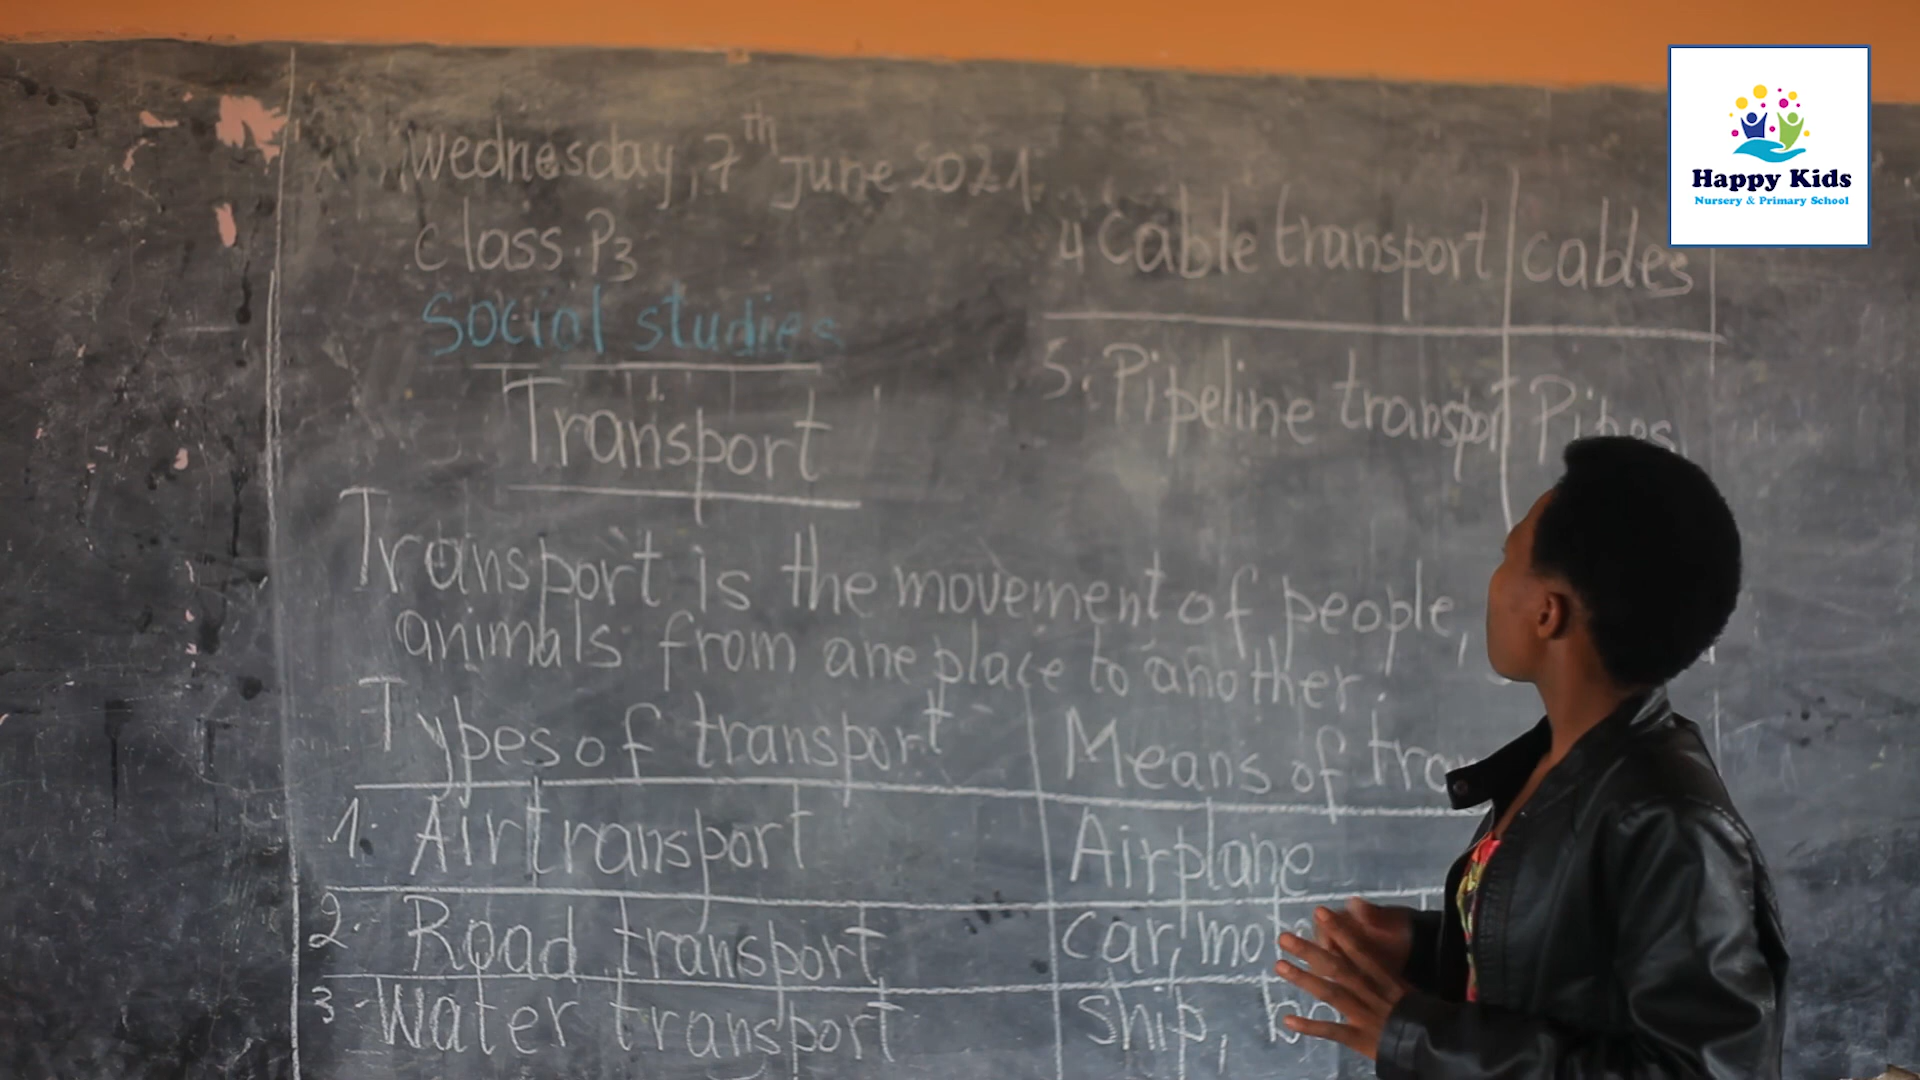 Wednesday, 7th June 2021
Class: P3
Social studies
Transport
Transport is the movement of people,
animals from ane place to another.
Types of transport
Means of
1. Air transport
Airplane
2. Road transport
Car,
3. Water transport
Ship,
4 Cable transport
Cables
5. Pipeline transport
Pipes
Happy Kids
Nursery & Primary School